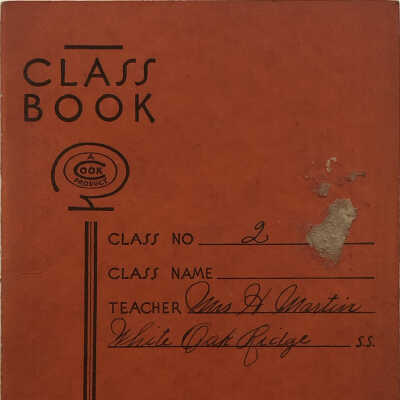 CLASS
BOOK
A
COOK
PRODUCT
CLASS NO 2
CLASS NAME
TEACHER Mrs H Martin
White Oak Ridge S.S.